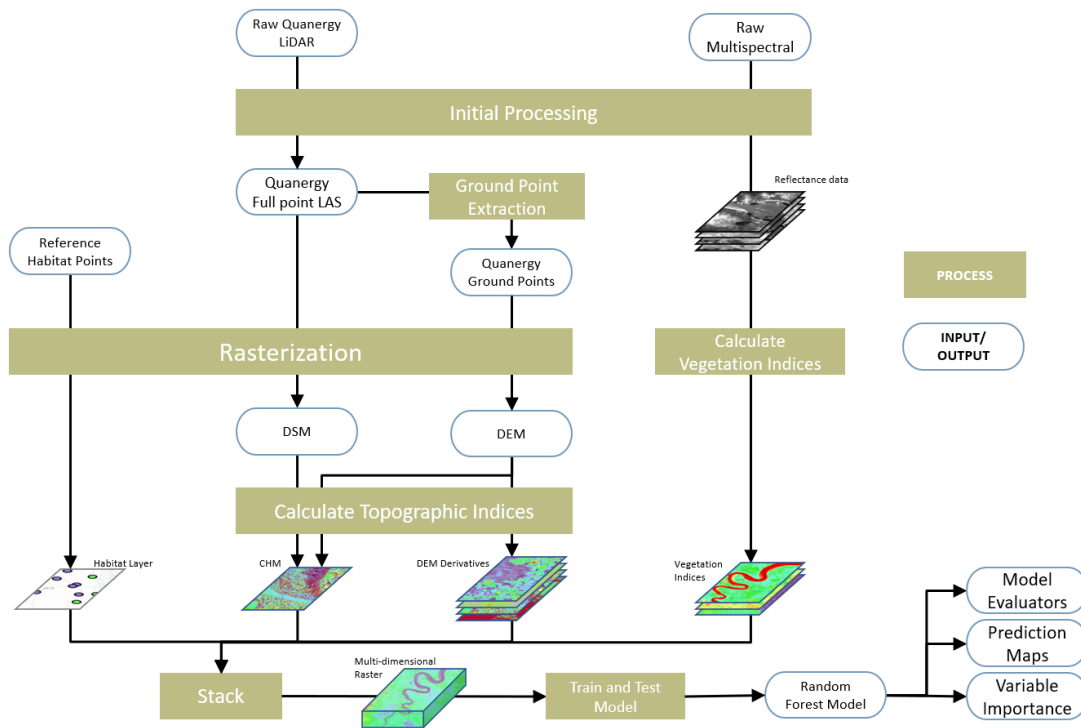 Raw Quanergy
LiDAR
Raw
Multispectral
Initial Processing
Quanergy
Full point LAS
Ground Point
Extraction
Reflectance data
Reference
Habitat Points
Quanergy
Ground Points
PROCESS
Rasterization
Calculate
Vegetation Indices
INPUT/
OUTPUT
DSM
DEM
Calculate Topographic Indices
Habitat Layer
CHM
DEM Derivatives
Vegetation
Indices
Model
Evaluators
Prediction
Maps
Multi-dimensional
Raster
Stack
Train and Test
Model
Random
Forest Model
Variable
Importance